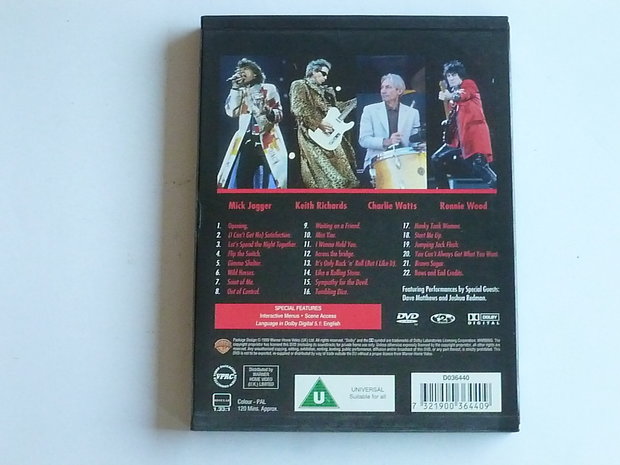 Mick Jagger Keith Richards Charlie Watts Ronnie Wood
1. Opening.
2. (I Can't Get No) Satisfaction.
3. Let's Spend the Night Together.
4. Flip the Switch.
5. Gimme Shelter.
6. Wild Horses.
7. Saint of Me.
8. Out of Control.
9. Waiting on a Friend.
10. Miss You.
11. I Wanna Hold You.
12. Across the bridge.
13. It's Only Rock 'n' Roll (But I Like It).
14. Like a Rolling Stone.
15. Sympathy for the Devil.
16. Tumbling Dice.
17. Honky Tonk Women.
18. Start Me Up.
19. Jumping Jack Flash.
20. You Can't Always Get What You Want.
21. Brown Sugar.
22. Bows and End Credits.
Featuring Performances by Special Guests:
Dave Matthews and Joshua Redman.
SPECIAL FEATURES
Interactive Menus • Scene Access
Language in Dolby Digital 5.1: English
DVD
VIDEO
2
DOLBY
DIGITAL
VPRC
Distributed by
WARNER
HOME VIDEO
(U.K.) LIMITED
1.33:1
Colour - PAL
120 Mins. Approx.
U
UNIVERSAL
Suitable for all
D036440
7 321900 364409